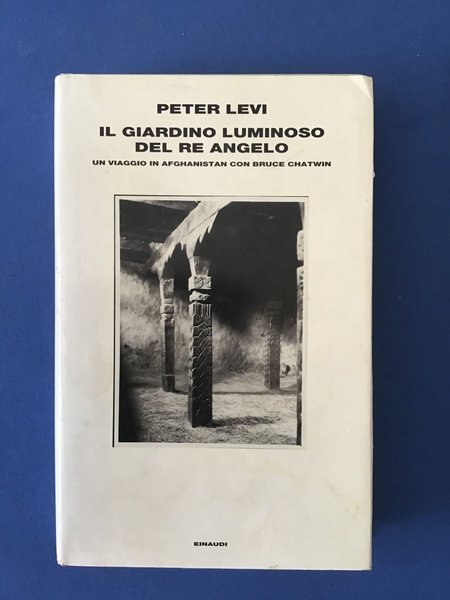 PETER LEVI
IL GIARDINO LUMINOSO
DEL RE ANGELO
UN VIAGGIO IN AFGHANISTAN CON BRUCE CHATWIN
EINAUDI